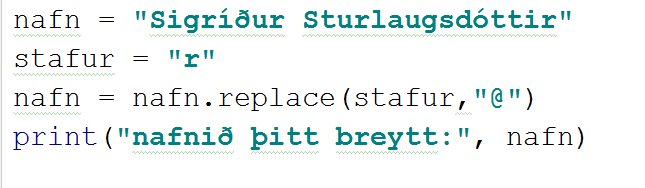 nafn = "Sigríður Sturlaugsdóttir"
stafur = "r"
nafn = nafn.replace(stafur,"@")
print("nafnið þitt breytt:", nafn)